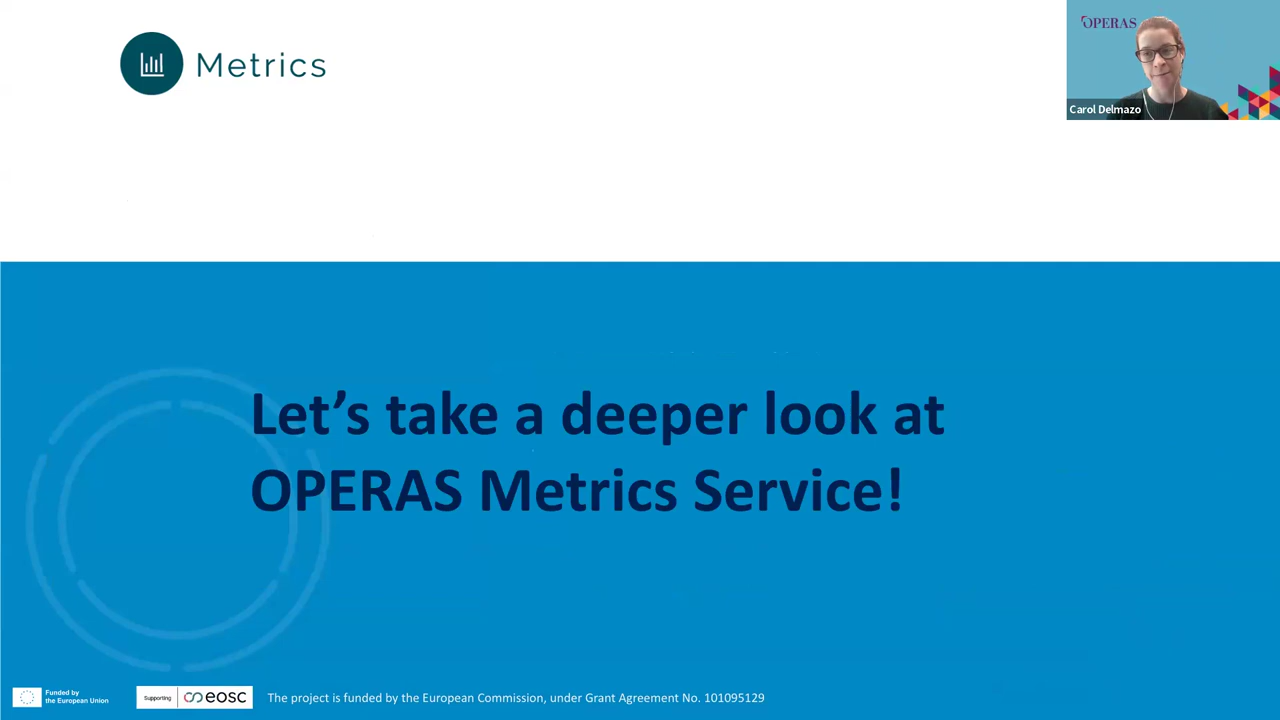 Metrics
OPERAS
Carol Delmazo
Let's take a deeper look at
OPERAS Metrics Service!
Funded by
the European Union
Supporting
eosc
The project is funded by the European Commission, under Grant Agreement No. 101095129